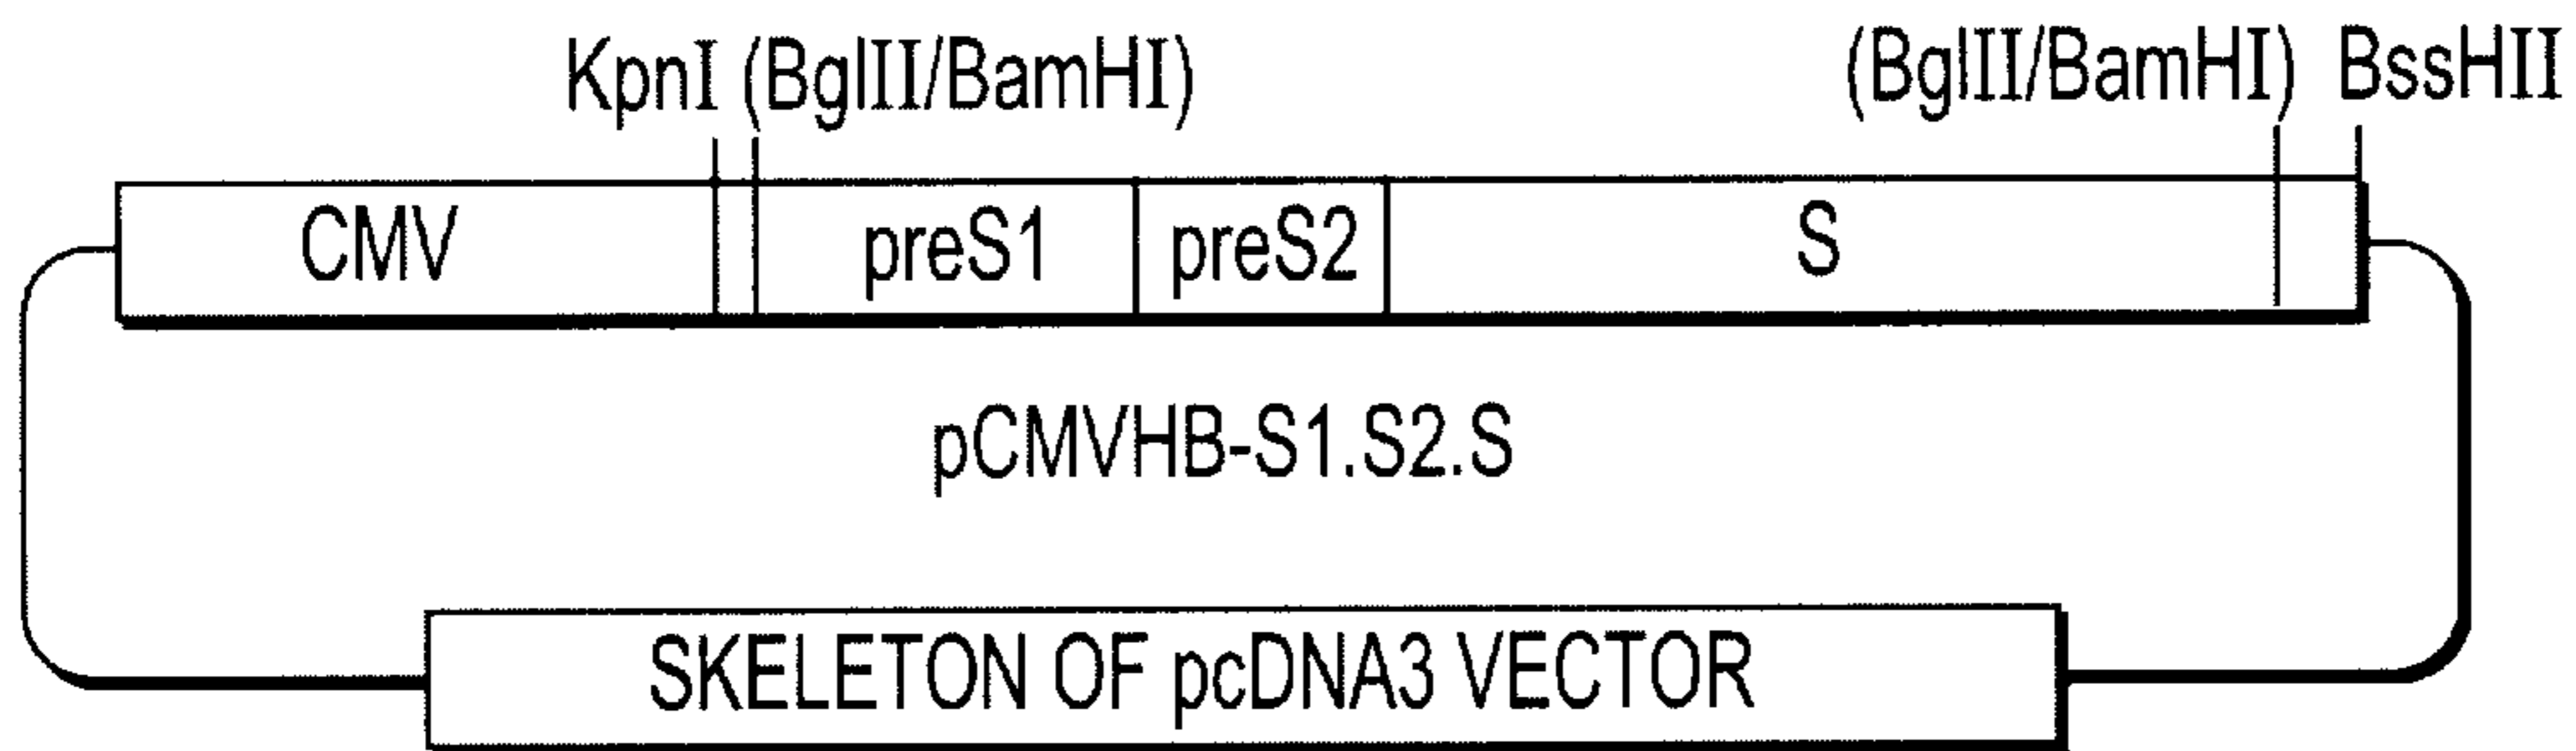 KpnI (BglII/BamHI) (BglII/BamHI) BssHII
CMV preS1 preS2 S
pCMVHB-S1.S2.S
SKELETON OF pcDNA3 VECTOR